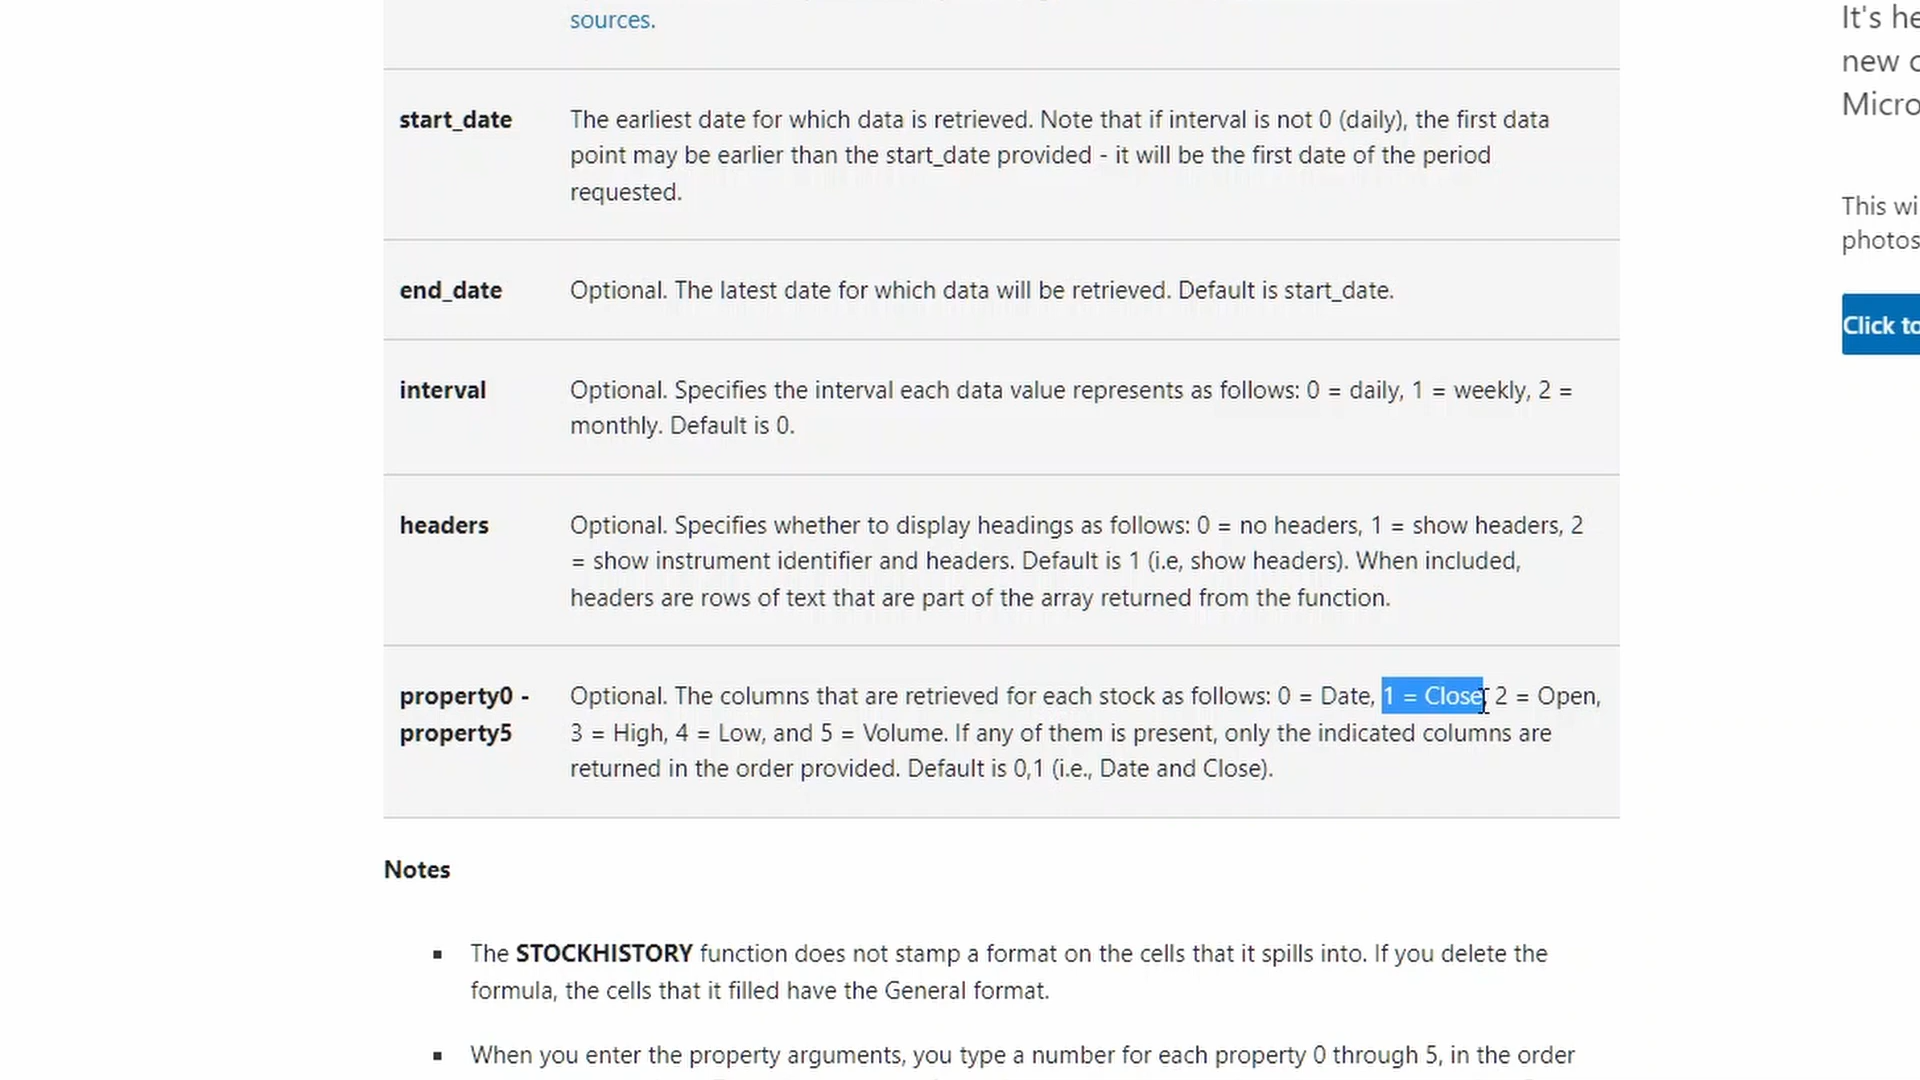 sources.
start_date
The earliest date for which data is retrieved. Note that if interval is not 0 (daily), the first data
point may be earlier than the start_date provided - it will be the first date of the period
requested.
end_date
Optional. The latest date for which data will be retrieved. Default is start_date.
interval
Optional. Specifies the interval each data value represents as follows: 0 = daily, 1 = weekly, 2 =
monthly. Default is 0.
headers
Optional. Specifies whether to display headings as follows: 0 = no headers, 1 = show headers, 2
= show instrument identifier and headers. Default is 1 (i.e, show headers). When included,
headers are rows of text that are part of the array returned from the function.
property0 -
property5
Optional. The columns that are retrieved for each stock as follows: 0 = Date, 1 = Close, 2 = Open,
3 = High, 4 = Low, and 5 = Volume. If any of them is present, only the indicated columns are
returned in the order provided. Default is 0,1 (i.e., Date and Close).
Notes
The STOCKHISTORY function does not stamp a format on the cells that it spills into. If you delete the
formula, the cells that it filled have the General format.
When you enter the property arguments, you type a number for each property 0 through 5, in the order
It's he
new
Micro
This wi
photos
Click to